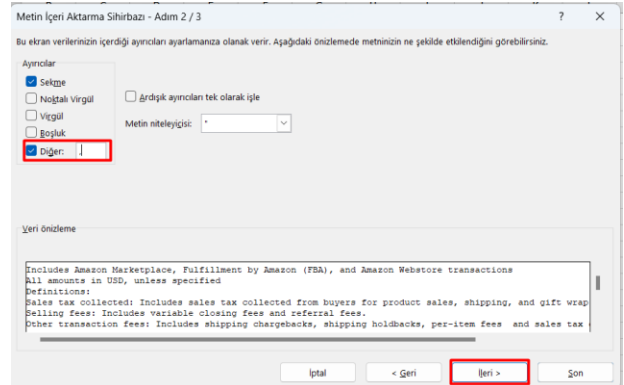 Metin İçeri Aktarma Sihirbazı - Adım 2 / 3 ? ×
Bu ekran verilerinizin içerdiği ayırıcıları ayarlamanıza olanak verir. Aşağıdaki önizlemede metninizin ne şekilde etkilendiğini görebilirsiniz.
Ayırıcılar
Sekme
Noktalı Virgül
Virgül
Boşluk
Diğer: .
Ardışık ayırıcıları tek olarak işle
Metin niteleyicisi: "
Veri önizleme
Includes Amazon Marketplace, Fulfillment by Amazon (FBA), and Amazon Webstore transactions
All amounts in USD, unless specified
Definitions:
Sales tax collected: Includes sales tax collected from buyers for product sales, shipping, and gift wrap
Selling fees: Includes variable closing fees and referral fees.
Other transaction fees: Includes shipping chargebacks, shipping holdbacks, per-item fees and sales tax
İptal < Geri İleri > Son